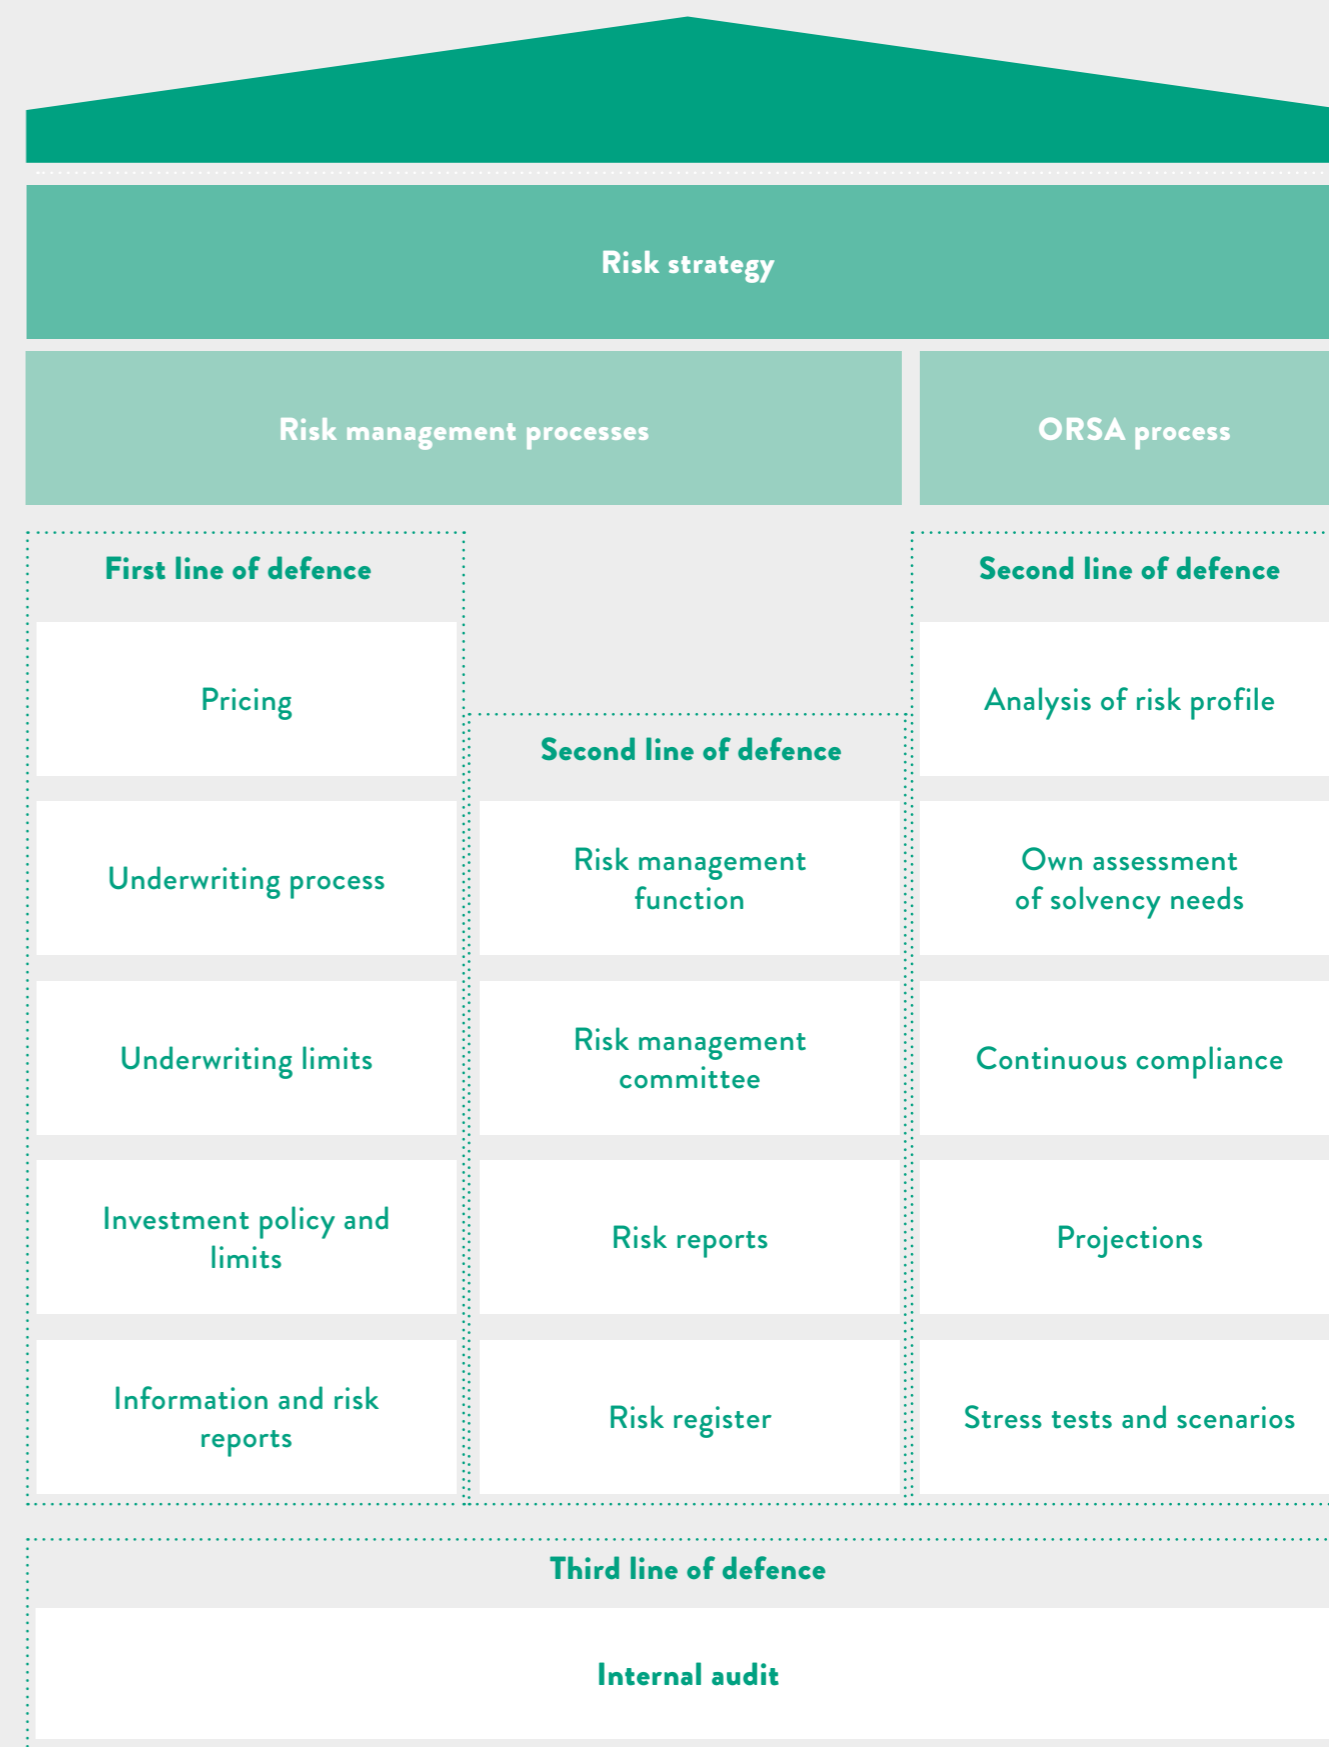 Risk strategy
Risk management processes
ORSA process
First line of defence
Pricing
Underwriting process
Underwriting limits
Investment policy and
limits
Information and risk
reports
Second line of defence
Risk management
function
Risk management
committee
Risk reports
Risk register
Second line of defence
Analysis of risk profile
Own assessment
of solvency needs
Continuous compliance
Projections
Stress tests and scenarios
Third line of defence
Internal audit